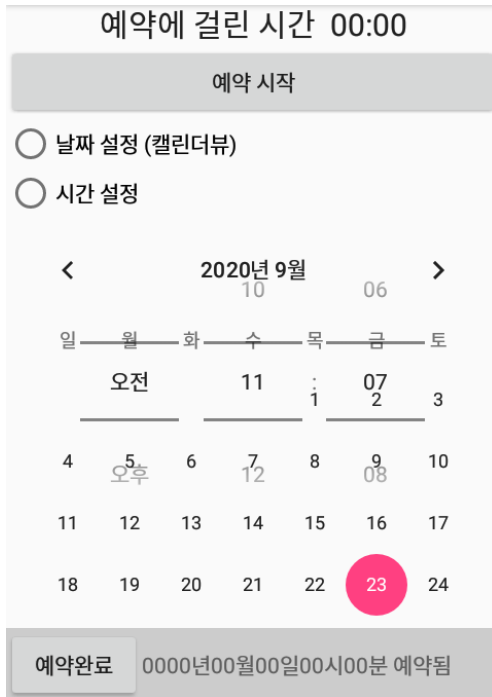 예약에 걸린 시간 00:00
예약 시작
날짜 설정 (캘린더뷰)
시간 설정
2020년 9월
10 06
일 월 화 수 목 금 토
오전 11 : 07
1 2 3
4 5 6 7 8 9 10
오후 12 08
11 12 13 14 15 16 17
18 19 20 21 22 23 24
예약완료 0000년00월00일00시00분 예약됨